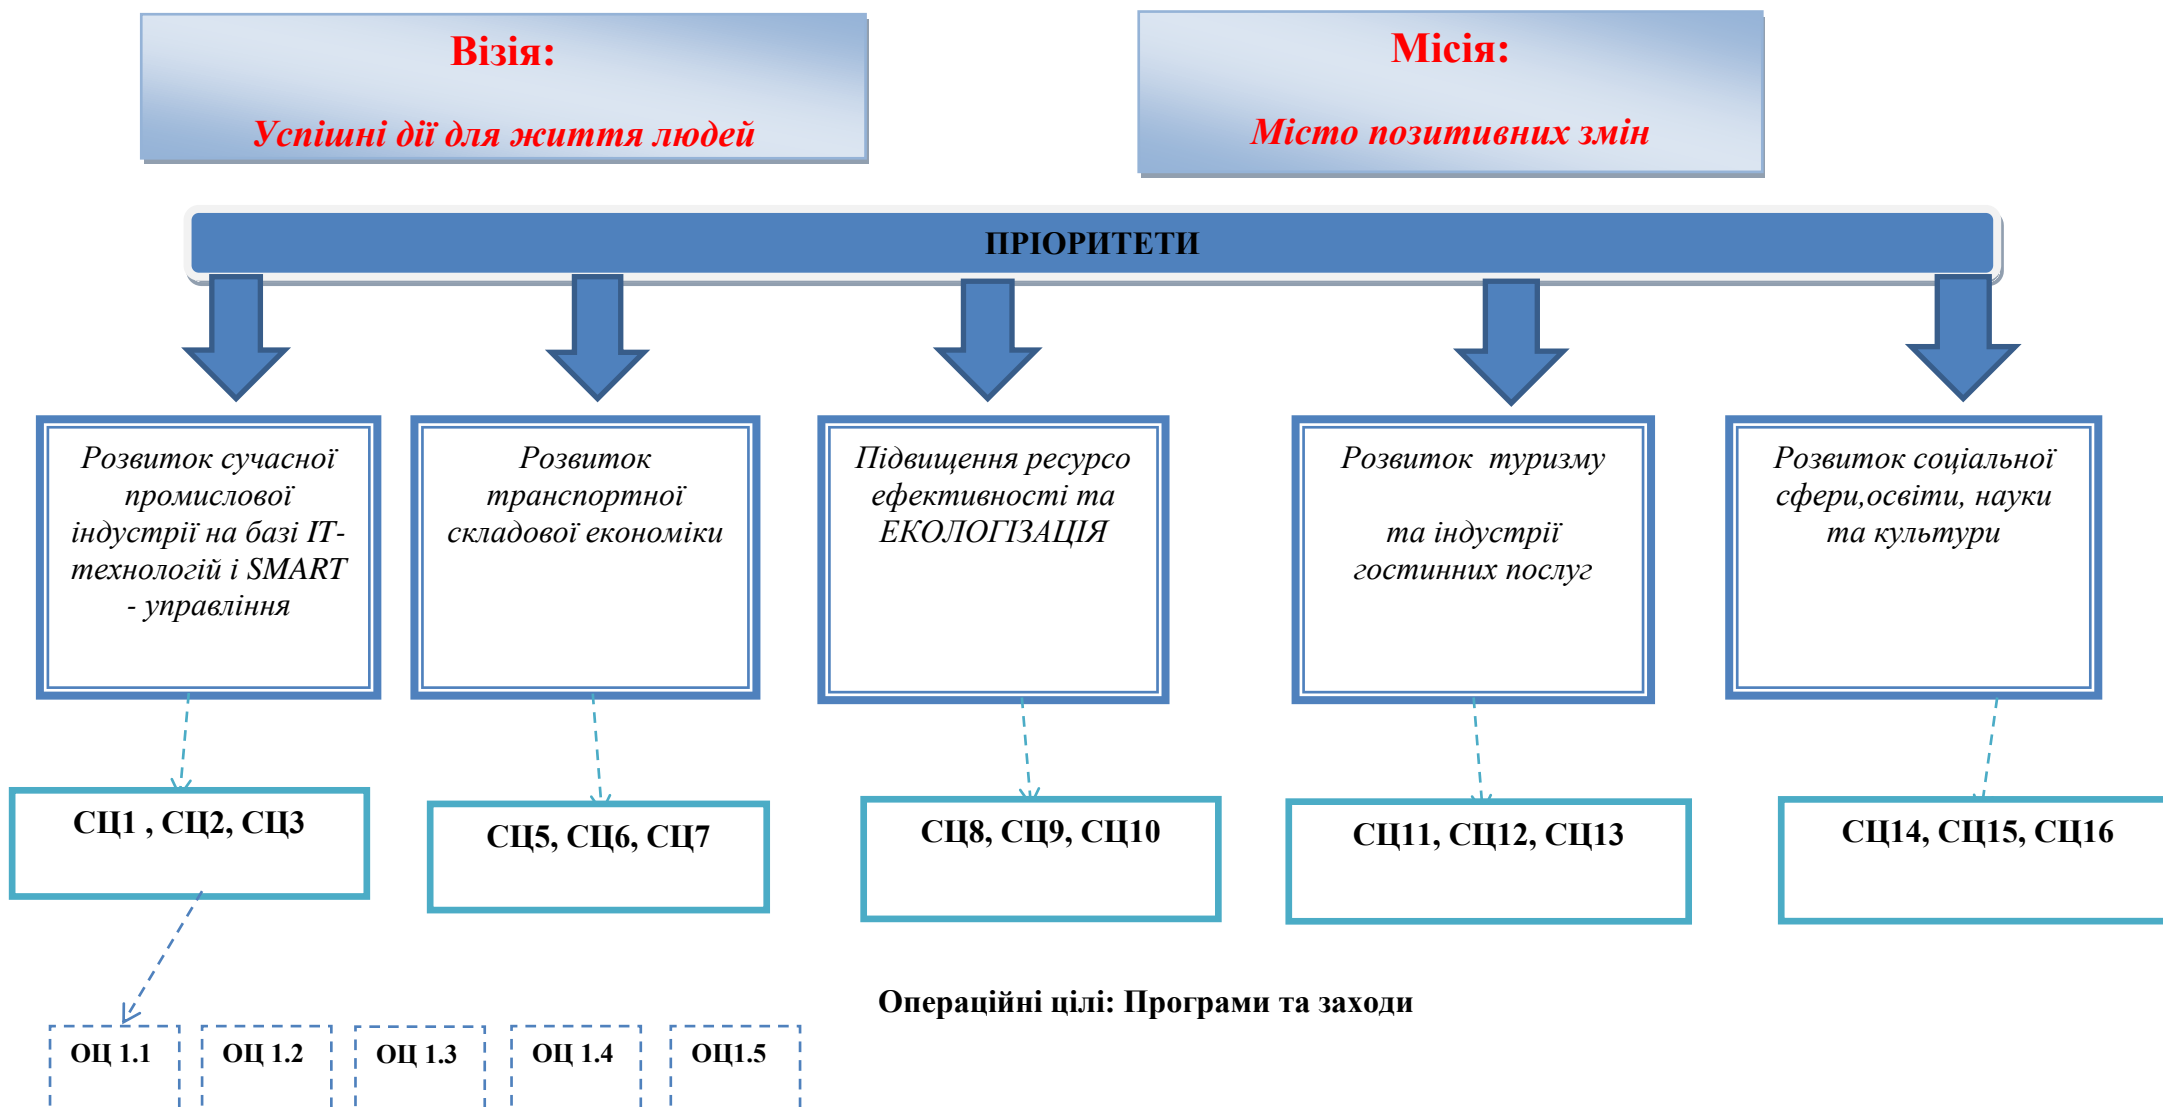 Візія:
Успішні дії для життя людей
Місія:
Місто позитивних змін
ПРІОРИТЕТИ
Розвиток сучасної
промислової
індустрії на базі ІТ-
технологій і SMART
- управління
Розвиток
транспортної
складової економіки
Підвищення ресурсо
ефективності та
ЕКОЛОГІЗАЦІЯ
Розвиток туризму
та індустрії
гостинних послуг
Розвиток соціальної
сфери,освіти, науки
та культури
СЦ1 , СЦ2, СЦ3
СЦ5, СЦ6, СЦ7
СЦ8, СЦ9, СЦ10
СЦ11, СЦ12, СЦ13
СЦ14, СЦ15, СЦ16
Операційні цілі: Програми та заходи
ОЦ 1.1
ОЦ 1.2
ОЦ 1.3
ОЦ 1.4
ОЦ1.5